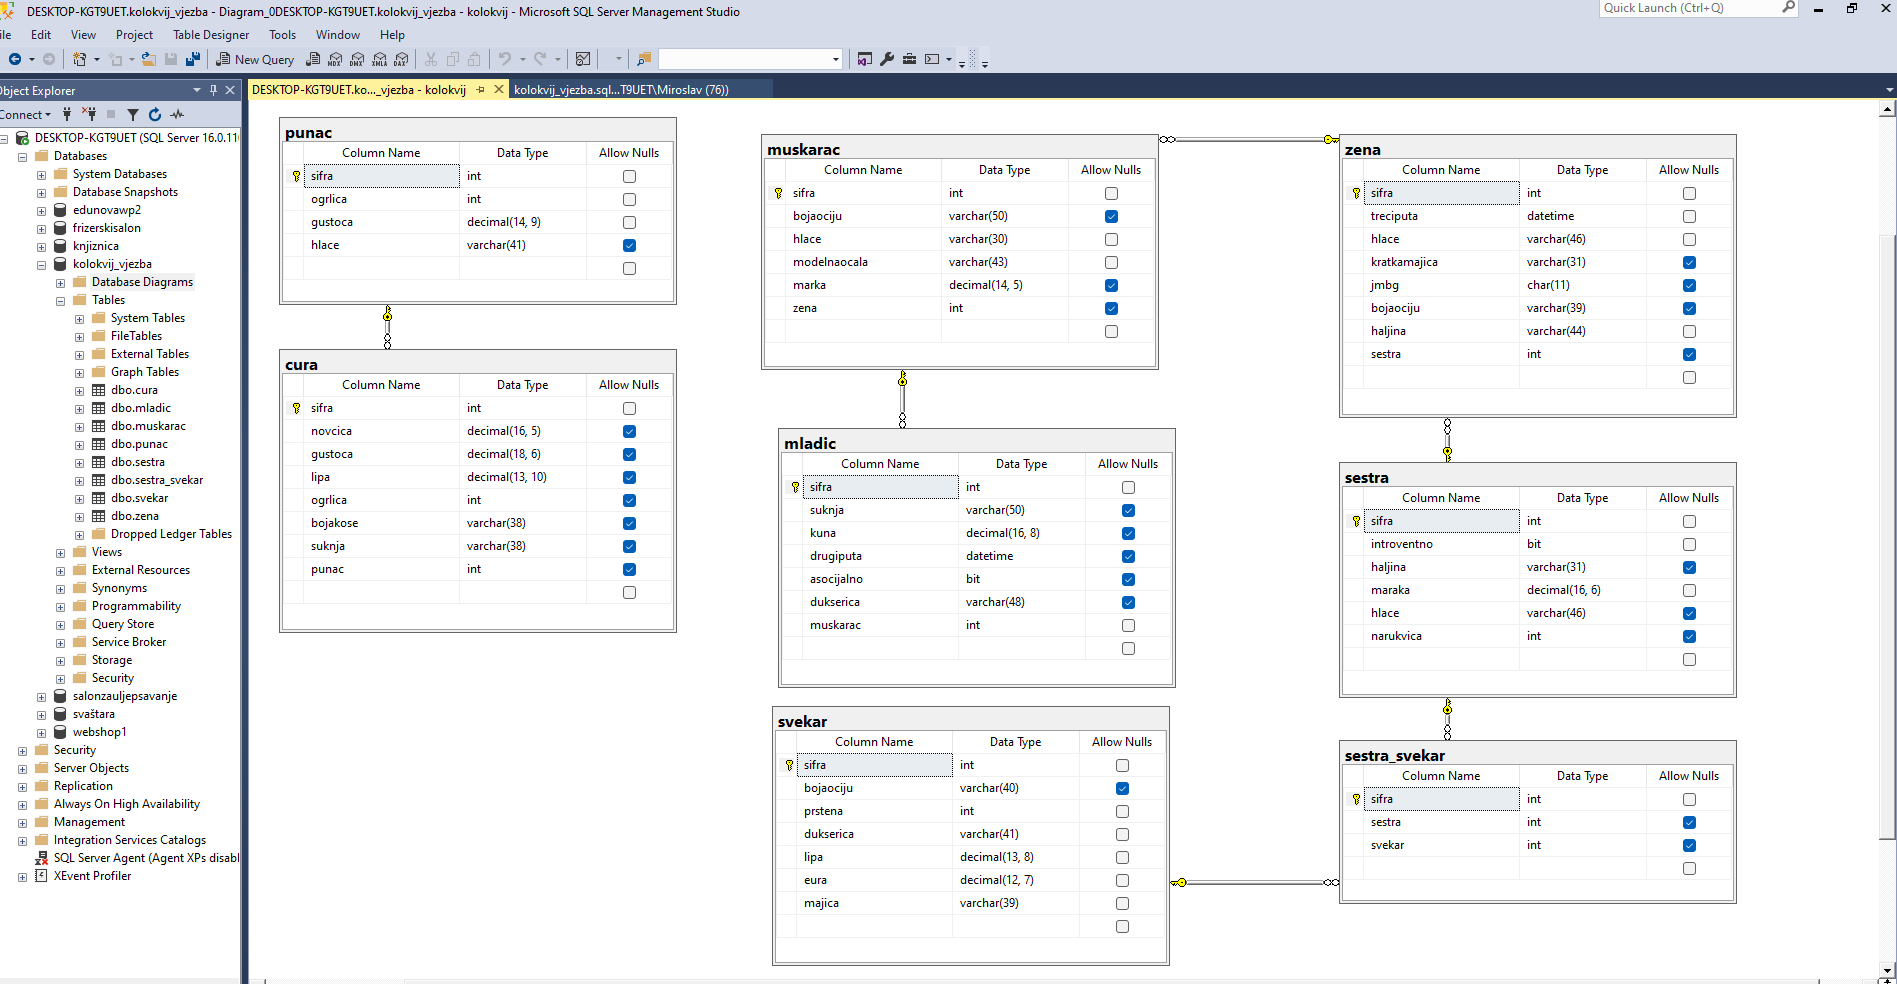 DESKTOP-KGT9UET.kolokvij_vjezba - Diagram_0DESKTOP-KGT9UET.kolokvij_vjezba - kolokvij - Microsoft SQL Server Management Studio
Quick Launch (Ctrl+Q)
ile Edit View Project Table Designer Tools Window Help
New Query
MDX DMX XMLA DAX
Object Explorer
Connect
DESKTOP-KGT9UET (SQL Server 16.0.110
Databases
System Databases
Database Snapshots
edunovawp2
frizerskisalon
knjiznica
kolokvij_vjezba
Database Diagrams
Tables
System Tables
FileTables
External Tables
Graph Tables
dbo.cura
dbo.mladic
dbo.muskarac
dbo.punac
dbo.sestra
dbo.sestra_svekar
dbo.svekar
dbo.zena
Dropped Ledger Tables
Views
External Resources
Synonyms
Programmability
Query Store
Service Broker
Storage
Security
salonzauljepsavanje
svaštara
webshop1
Security
Server Objects
Replication
Always On High Availability
Management
Integration Services Catalogs
SQL Server Agent (Agent XPs disabl
XEvent Profiler
DESKTOP-KGT9UET.ko..._vjezba - kolokvij
kolokvij_vjezba.sql...T9UET\Miroslav (76))
punac
Column Name Data Type Allow Nulls
sifra int
ogrlica int
gustoca decimal(14, 9)
hlace varchar(41)
cura
Column Name Data Type Allow Nulls
sifra int
novcica decimal(16, 5)
gustoca decimal(18, 6)
lipa decimal(13, 10)
ogrlica int
bojakose varchar(38)
suknja varchar(38)
punac int
muskarac
Column Name Data Type Allow Nulls
sifra int
bojaociju varchar(50)
hlace varchar(30)
modelnaocala varchar(43)
marka decimal(14, 5)
zena int
mladic
Column Name Data Type Allow Nulls
sifra int
suknja varchar(50)
kuna decimal(16, 8)
drugiputa datetime
asocijalno bit
dukserica varchar(48)
muskarac int
svekar
Column Name Data Type Allow Nulls
sifra int
bojaociju varchar(40)
prstena int
dukserica varchar(41)
lipa decimal(13, 8)
eura decimal(12, 7)
majica varchar(39)
zena
Column Name Data Type Allow Nulls
sifra int
treciputa datetime
hlace varchar(46)
kratkamajica varchar(31)
jmbg char(11)
bojaociju varchar(39)
haljina varchar(44)
sestra int
sestra
Column Name Data Type Allow Nulls
sifra int
introventno bit
haljina varchar(31)
maraka decimal(16, 6)
hlace varchar(46)
narukvica int
sestra_svekar
Column Name Data Type Allow Nulls
sifra int
sestra int
svekar int